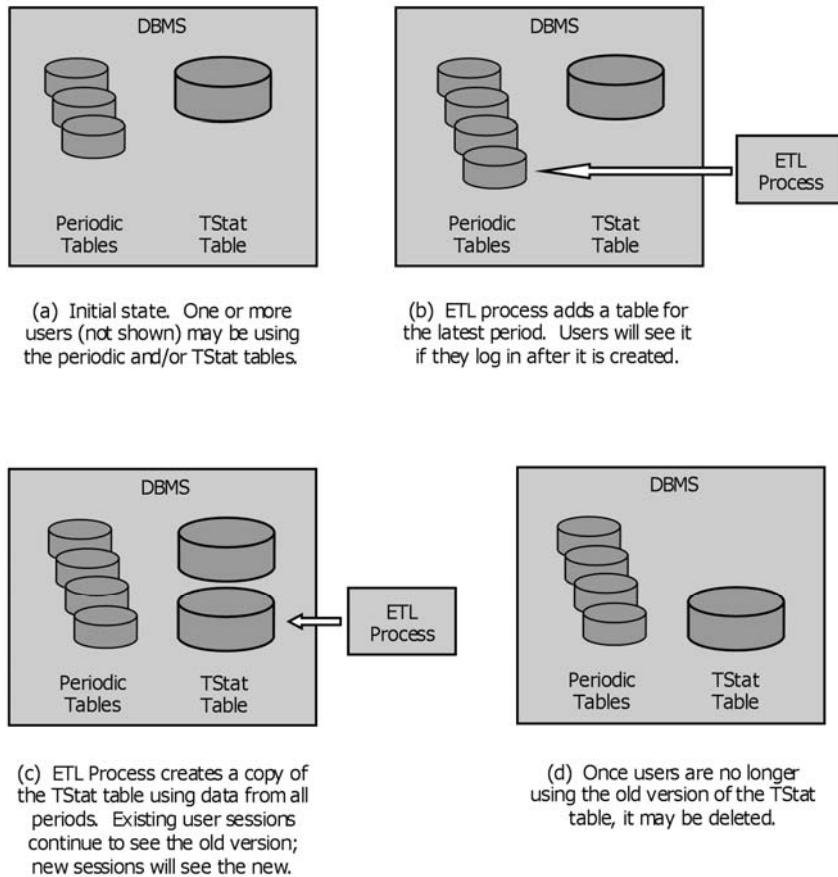 DBMS
Periodic
Tables
TStat
Table
(a) Initial state. One or more
users (not shown) may be using
the periodic and/or TStat tables.
DBMS
ETL
Process
Periodic
Tables
TStat
Table
(b) ETL process adds a table for
the latest period. Users will see it
if they log in after it is created.
DBMS
ETL
Process
Periodic
Tables
TStat
Table
(c) ETL Process creates a copy of
the TStat table using data from all
periods. Existing user sessions
continue to see the old version;
new sessions will see the new.
DBMS
Periodic
Tables
TStat
Table
(d) Once users are no longer
using the old version of the TStat
table, it may be deleted.